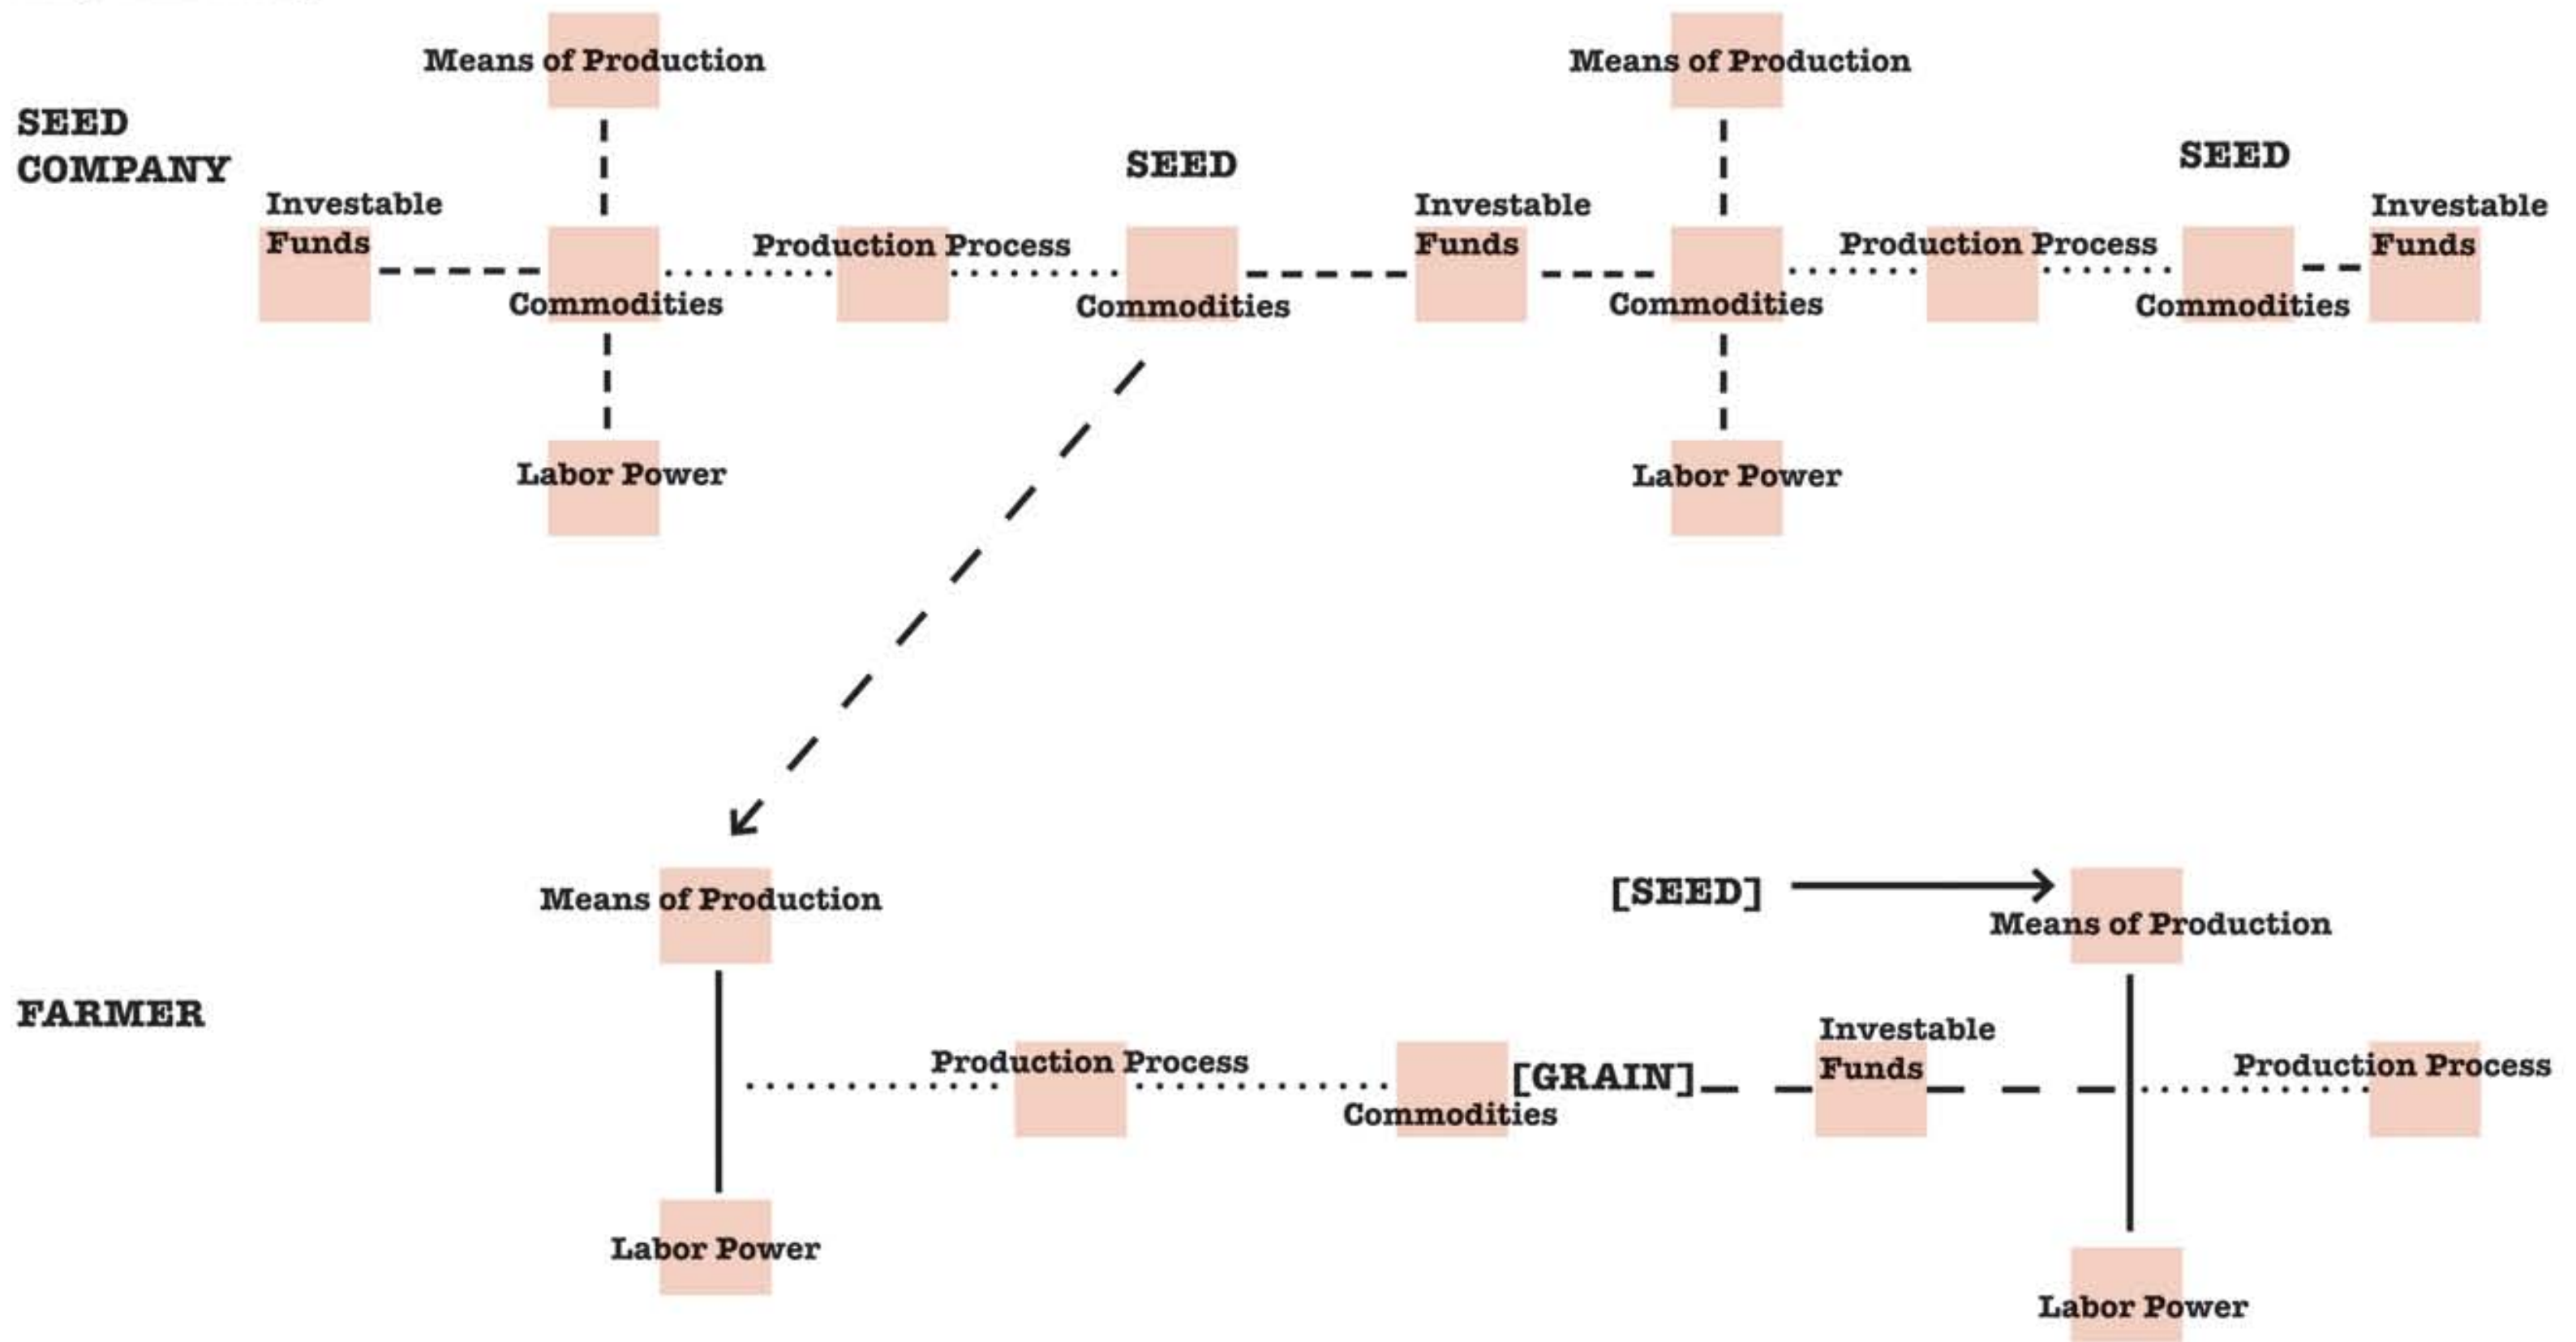 Means of Production
Means of Production
SEED
COMPANY
SEED
SEED
Investable
Funds
Production Process
Investable
Funds
Production Process
Investable
Funds
Commodities
Commodities
Commodities
Commodities
Labor Power
Labor Power
Means of Production
[SEED]
Means of Production
FARMER
Production Process
Commodities
[GRAIN]
Investable
Funds
Production Process
Labor Power
Labor Power